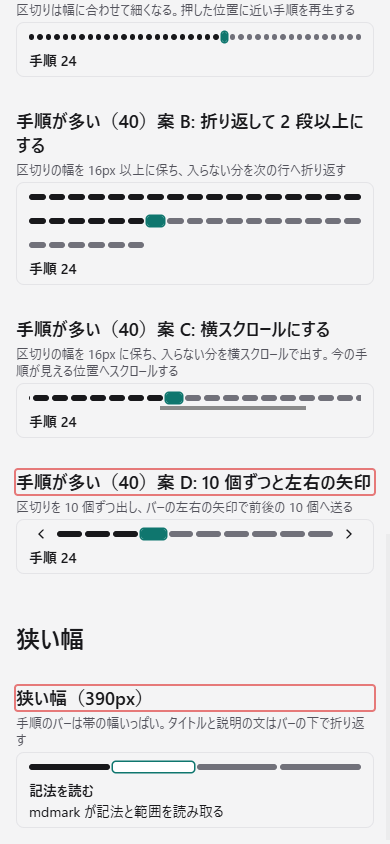 区切りは幅に合わせて細くなる。押した位置に近い手順を再生する
手順 24
手順が多い（40）案 B: 折り返して 2 段以上に
する
区切りの幅を 16px 以上に保ち、入らない分を次の行へ折り返す
手順 24
手順が多い（40）案 C: 横スクロールにする
区切りの幅を 16px に保ち、入らない分を横スクロールで出す。今の手
順が見える位置へスクロールする
手順 24
手順が多い（40）案 D: 10 個ずつと左右の矢印
区切りを 10 個ずつ出し、バーの左右の矢印で前後の 10 個へ送る
手順 24
狭い幅
狭い幅（390px）
手順のバーは帯の幅いっぱい。タイトルと説明の文はバーの下で折り返
す
記法を読む
mdmark が記法と範囲を読み取る